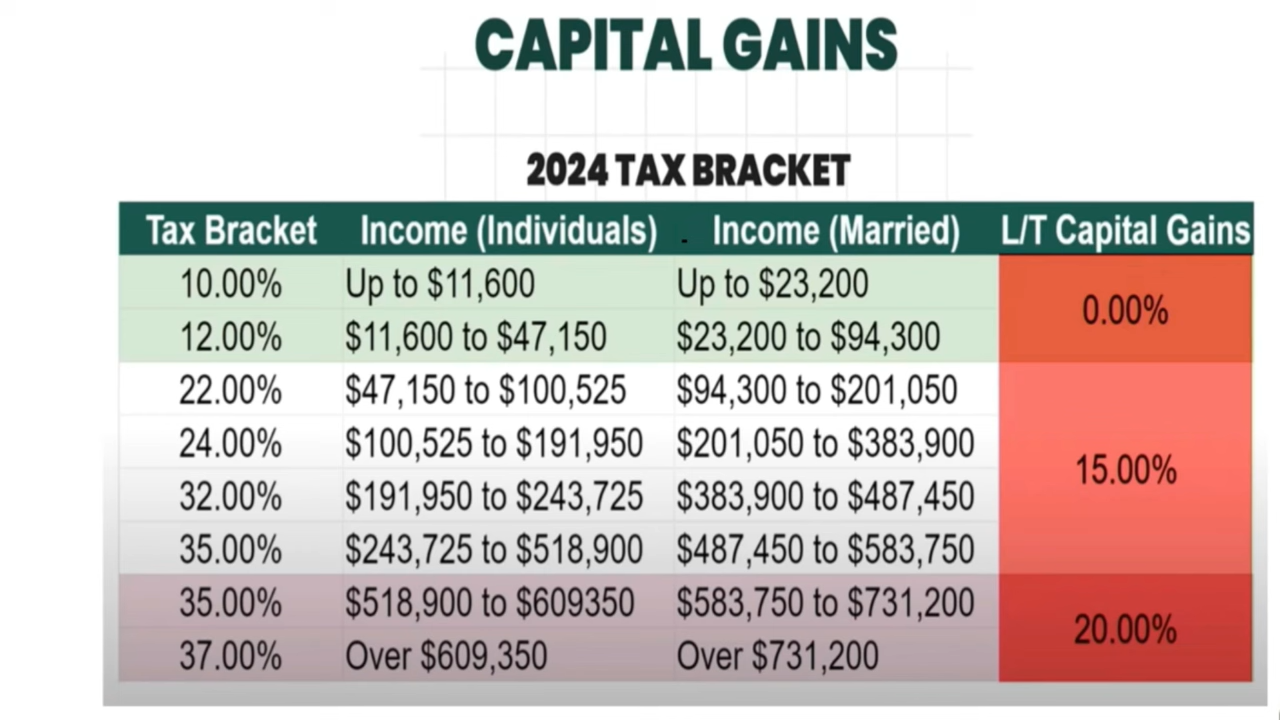 CAPITAL GAINS
2024 TAX BRACKET
Tax Bracket Income (Individuals) - Income (Married) L/T Capital Gains
10.00% Up to $11,600 Up to $23,200
0.00%
12.00% $11,600 to $47,150 $23,200 to $94,300
22.00% $47,150 to $100,525 $94,300 to $201,050
24.00% $100,525 to $191,950 $201,050 to $383,900
15.00%
32.00% $191,950 to $243,725 $383,900 to $487,450
35.00% $243,725 to $518,900 $487,450 to $583,750
35.00% $518,900 to $609350 $583,750 to $731,200
20.00%
37.00% Over $609,350 Over $731,200